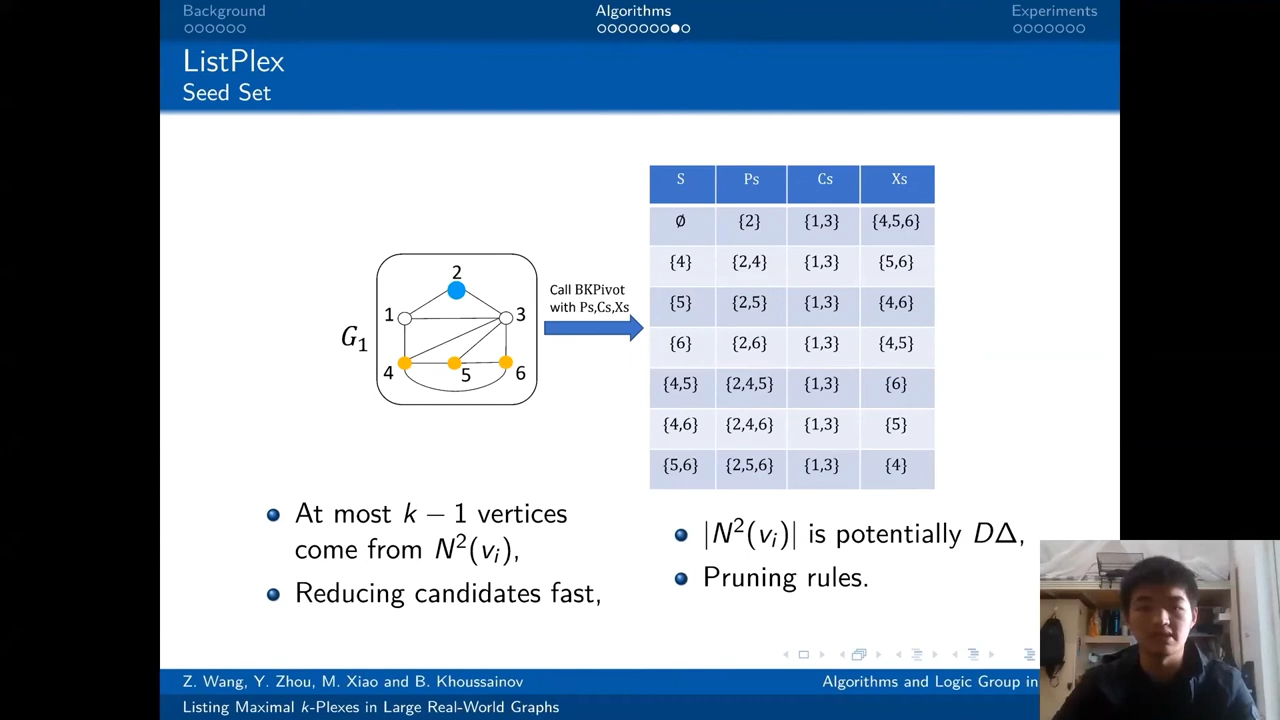 Background
Algorithms
Experiments
ListPlex
Seed Set
G₁
2
1
3
4
5
6
Call BKPivot
with Ps,Cs,Xs
S Ps Cs Xs
∅ {2} {1,3} {4,5,6}
{4} {2,4} {1,3} {5,6}
{5} {2,5} {1,3} {4,6}
{6} {2,6} {1,3} {4,5}
{4,5} {2,4,5} {1,3} {6}
{4,6} {2,4,6} {1,3} {5}
{5,6} {2,5,6} {1,3} {4}
At most k − 1 vertices
come from N²(vᵢ),
Reducing candidates fast,
|N²(vᵢ)| is potentially DΔ,
Pruning rules.
Z. Wang, Y. Zhou, M. Xiao and B. Khoussainov
Algorithms and Logic Group in
Listing Maximal k-Plexes in Large Real-World Graphs